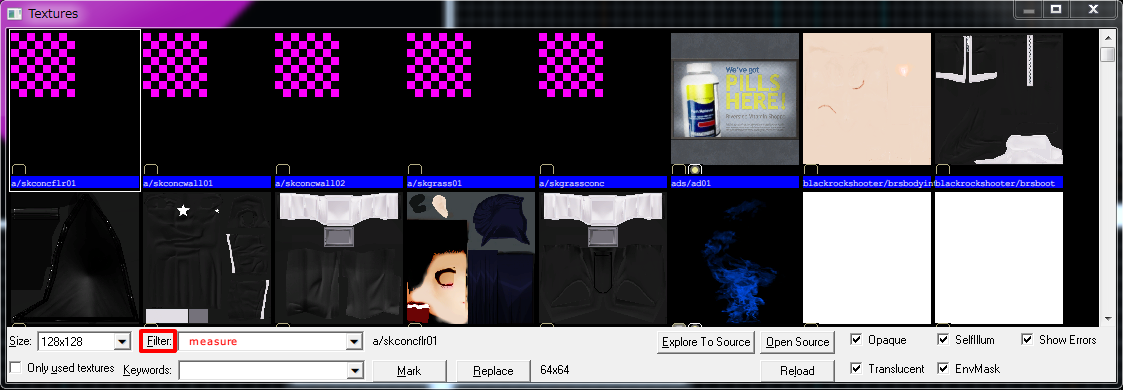 Textures
We've got
PILLS
HERE!
a/skconcflr01
a/skconcwall01
a/skconcwall02
a/skgrass01
a/skgrassconc
ads/ad01
blackrockshooter/brsbodyint
blackrockshooter/brsboot
Size: 128x128 Filter: measure a/skconcflr01 Explore To Source Open Source Opaque SelfIllum Show Errors
Only used textures Keywords: Mark Replace 64x64 Reload Translucent EnvMask